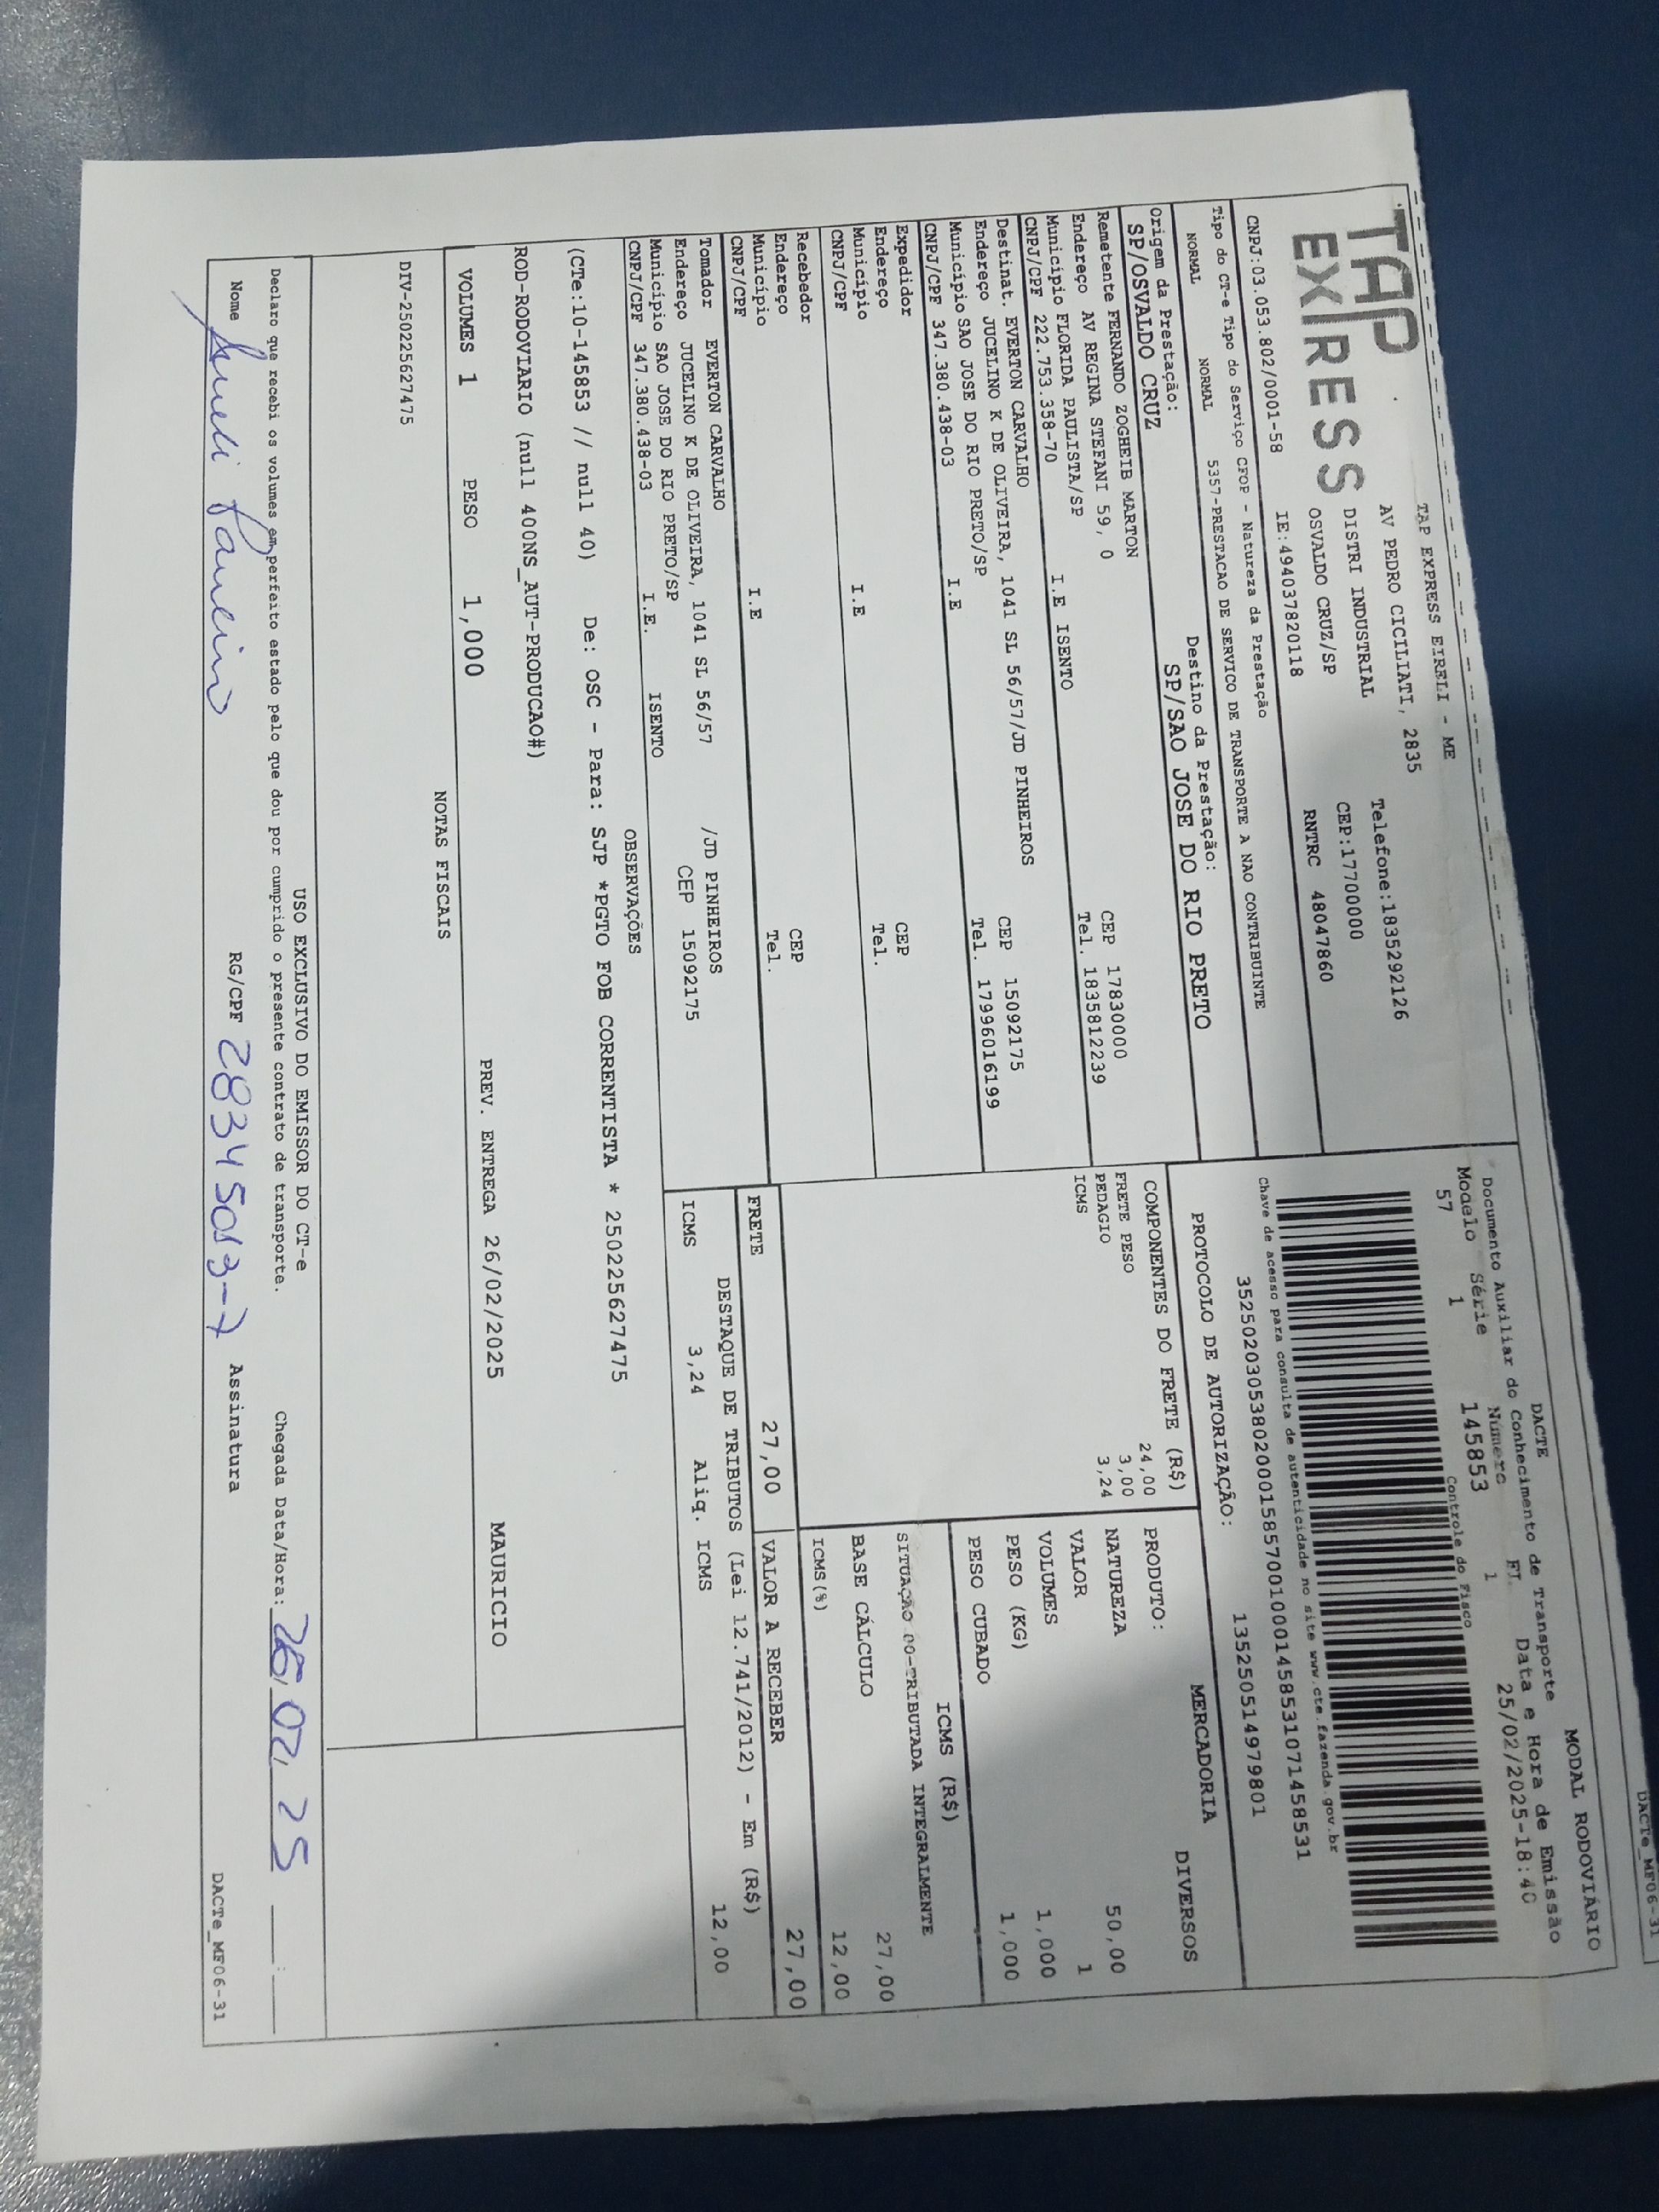 DACTe_MF06-31
TAP
EXPRESS
TAP EXPRESS EIRELI - ME
AV PEDRO CICILIATI, 2835
DISTRI INDUSTRIAL
OSVALDO CRUZ/SP
Telefone:1835292126
CEP:17700000
RNTRC 48047860
CNPJ:03.053.802/0001-58 IE:494037820118
Tipo do CT-e Tipo do Serviço CFOP - Natureza da Prestação
NORMAL NORMAL 5357-PRESTACAO DE SERVICO DE TRANSPORTE A NAO CONTRIBUINTE
Origem da Prestação: Destino da Prestação:
SP/OSVALDO CRUZ SP/SAO JOSE DO RIO PRETO
DACTE MODAL RODOVIÁRIO
Documento Auxiliar do Conhecimento de Transporte
Modelo Série Número FL Data e Hora de Emissão
57 1 145853 1 25/02/2025-18:40
Controle do Fisco
Chave de acesso para consulta de autenticidade no site www.cte.fazenda.gov.br
35250203053802000158570010001458531071458531
PROTOCOLO DE AUTORIZAÇÃO: 135250514979801
Remetente FERNANDO ZOGHEIB MARTON
Endereço AV REGINA STEFANI 59, 0 CEP 17830000
Município FLORIDA PAULISTA/SP Tel. 1835812239
CNPJ/CPF 222.753.358-70 I.E ISENTO
Destinat. EVERTON CARVALHO
Endereço JUCELINO K DE OLIVEIRA, 1041 SL 56/57/JD PINHEIROS CEP 15092175
Município SAO JOSE DO RIO PRETO/SP Tel. 17996016199
CNPJ/CPF 347.380.438-03 I.E
Expedidor
Endereço CEP
Município Tel.
CNPJ/CPF I.E
Recebedor
Endereço CEP
Município Tel.
CNPJ/CPF I.E
Tomador EVERTON CARVALHO
Endereço JUCELINO K DE OLIVEIRA, 1041 SL 56/57 /JD PINHEIROS
Município SAO JOSE DO RIO PRETO/SP CEP 15092175
CNPJ/CPF 347.380.438-03 I.E. ISENTO
COMPONENTES DO FRETE (R$)
FRETE PESO 24,00
PEDAGIO 3,00
ICMS 3,24
MERCADORIA
PRODUTO: DIVERSOS
NATUREZA
VALOR 50,00
VOLUMES 1
PESO (KG) 1,000
PESO CUBADO 1,000
ICMS (R$)
SITUAÇÃO 00-TRIBUTADA INTEGRALMENTE
BASE CÁLCULO 27,00
ICMS(%) 12,00
FRETE 27,00 VALOR A RECEBER 27,00
DESTAQUE DE TRIBUTOS (Lei 12.741/2012) - Em (R$)
ICMS 3,24 Aliq. ICMS 12,00
OBSERVAÇÕES
(CTe:10-145853 // null 40) De: OSC - Para: SJP *PGTO FOB CORRENTISTA * 250225627475
ROD-RODOVIARIO (null 400NS_AUT-PRODUCAO#)
VOLUMES 1 PESO 1,000 PREV. ENTREGA 26/02/2025 MAURICIO
NOTAS FISCAIS
DIV-250225627475
USO EXCLUSIVO DO EMISSOR DO CT-e
Declaro que recebi os volumes em perfeito estado pelo que dou por cumprido o presente contrato de transporte. Chegada Data/Hora: 26, 02, 25 :
Nome RG/CPF 28345013-7 Assinatura
DACTe_MF06-31